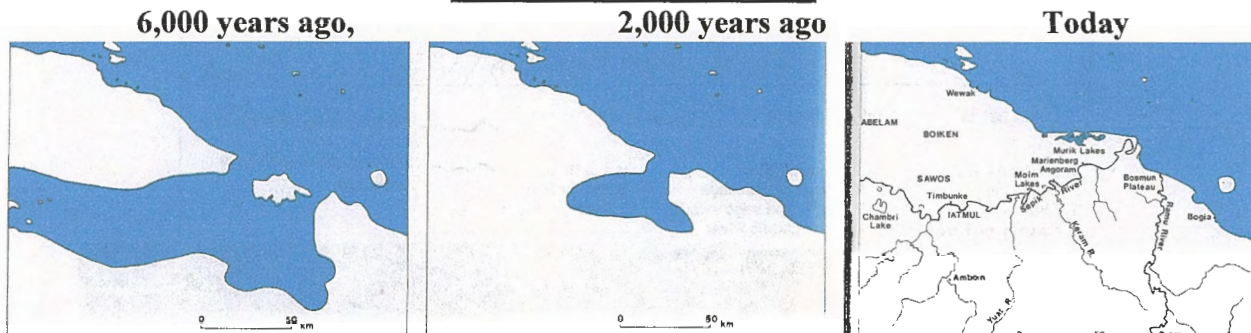 6,000 years ago,
2,000 years ago
Today
0 50 KM
0 50 km
Wewak
ABELAM
BOIKEN
Murik Lakes
Marienberg
Angoram
SAWOS
Moim
Lakes
Bosmun
Plateau
Timbunke
Sepik River
Chambri
Lake
IATMUL
Ramu River
Bogia
Keram R.
Amboin
Yuat R.